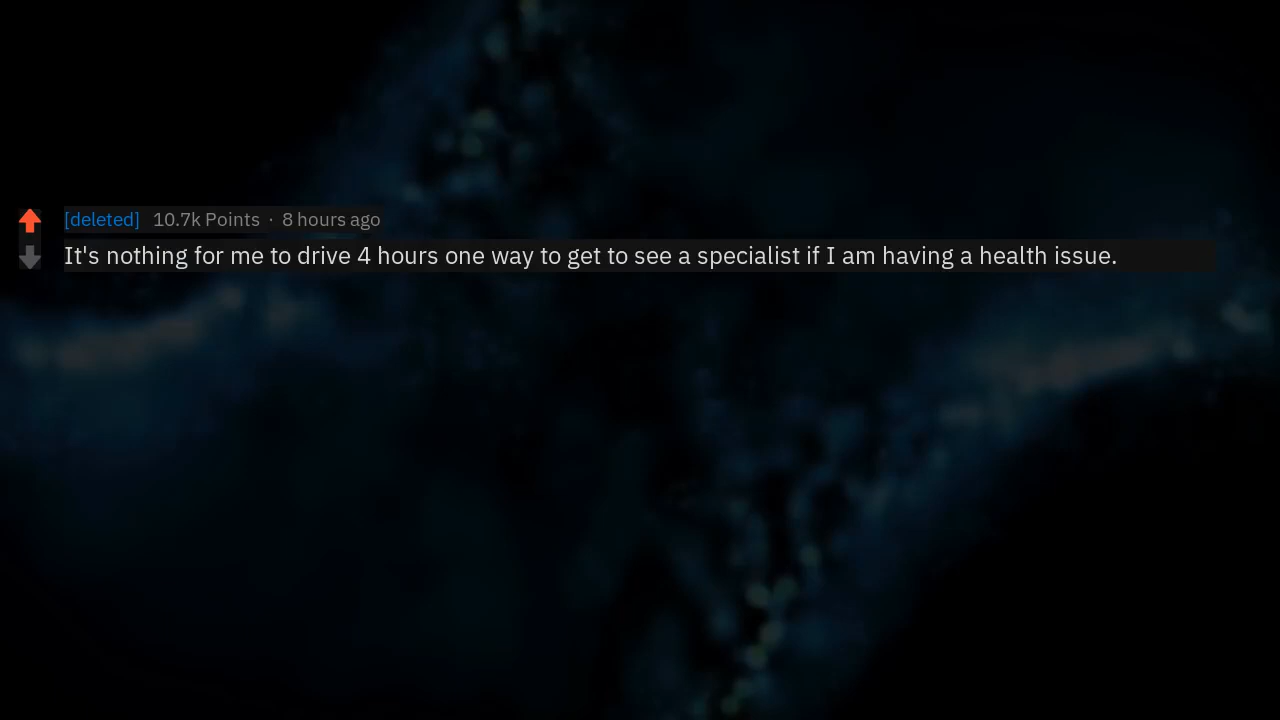 [deleted] 10.7k Points · 8 hours ago
It's nothing for me to drive 4 hours one way to get to see a specialist if I am having a health issue.